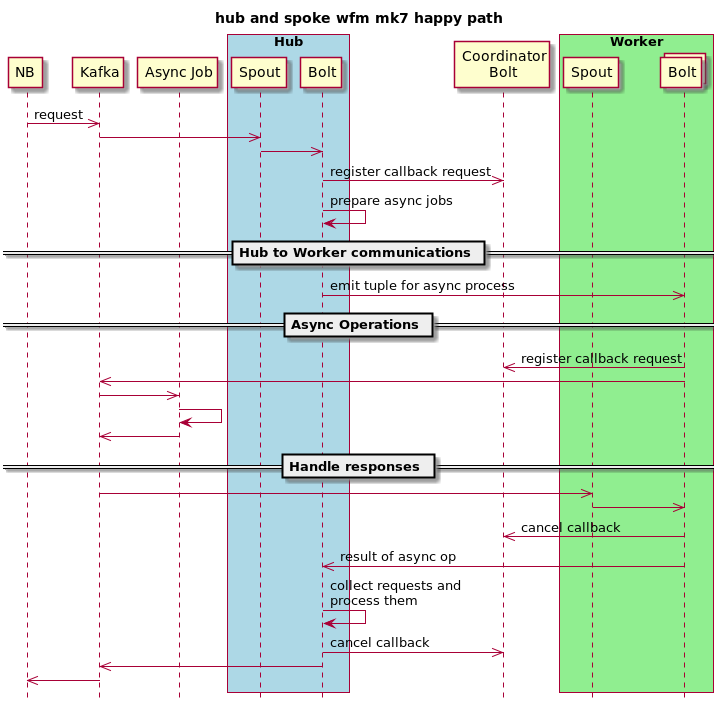 hub and spoke wfm mk7 happy path
Hub
Worker
NB
Kafka
Async Job
Spout
Bolt
Coordinator
Bolt
Spout
Bolt
request
register callback request
prepare async jobs
Hub to Worker communications
emit tuple for async process
Async Operations
register callback request
Handle responses
cancel callback
result of async op
collect requests and
process them
cancel callback